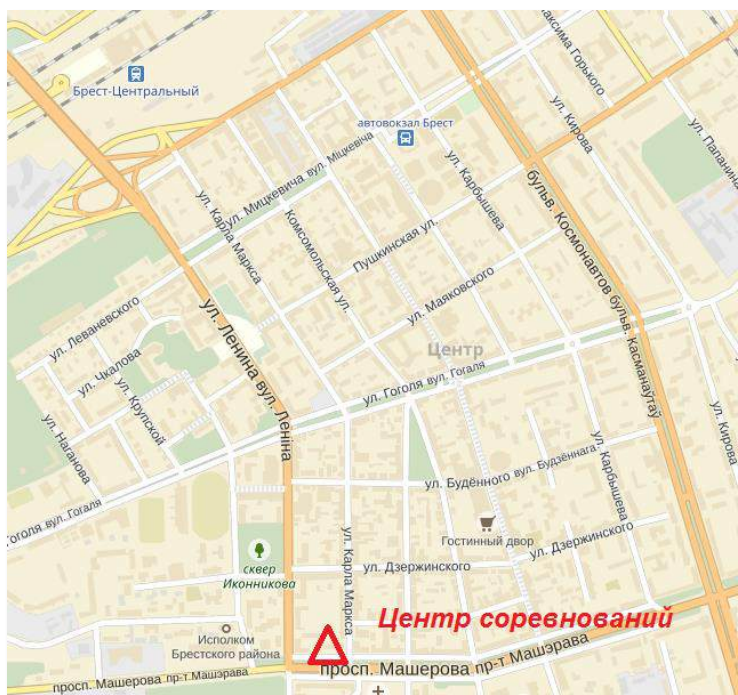 Максима Горького
ул. Папанина
ул. Кирова
Брест-Центральный
автовокзал Брест
ул. Карбышева
ул. Мицкевича вул. Міцкевіча
бульв. Космонавтов бульв. Касманаўтаў
ул. Карла Маркса
Комсомольская ул.
Пушкинская ул.
ул. Леваневского
ул. Маяковского
ул. Ленина вул. Леніна
ул. Чкалова
Центр
ул. Крупской
ул. Гоголя вул. Гогаля
ул. Наганова
ул. Кирова
ул. Карбышева
ул. Будённого вул. Будзённага
Гоголя вул. Гогаля
Гостинный двор
ул. Карла Маркса
ул. Дзержинского
ул. Дзержинского
сквер
Иконникова
Центр соревнований
Исполком
Брестского района
просп. Машерова пр-т Машэрава
просп. Машерова пр-т Машэрава